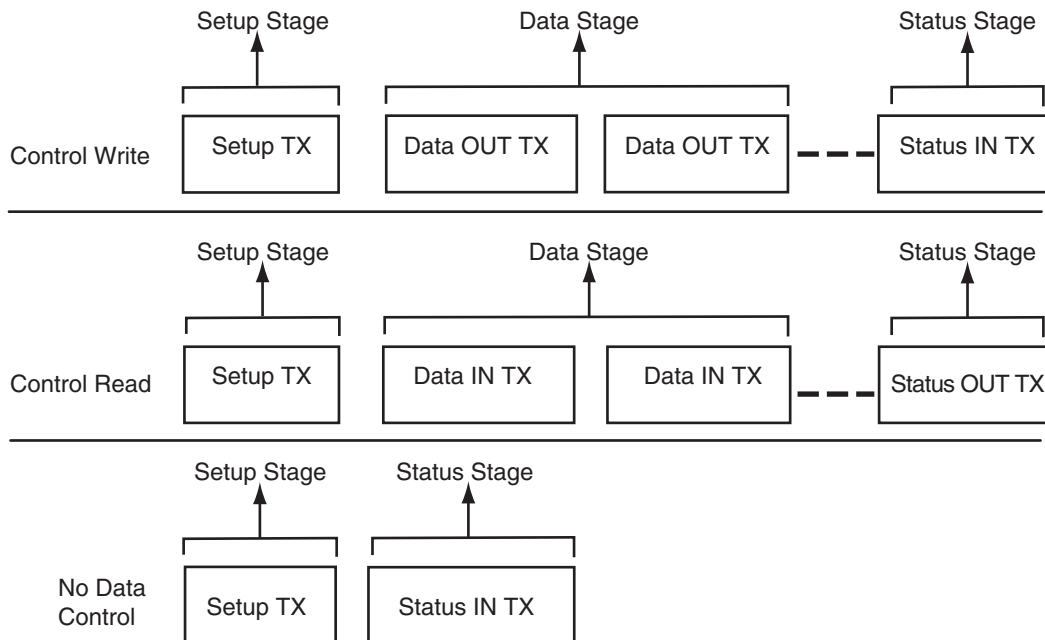 Setup Stage Data Stage Status Stage
Control Write Setup TX Data OUT TX Data OUT TX Status IN TX
Setup Stage Data Stage Status Stage
Control Read Setup TX Data IN TX Data IN TX Status OUT TX
Setup Stage Status Stage
No Data
Control Setup TX Status IN TX